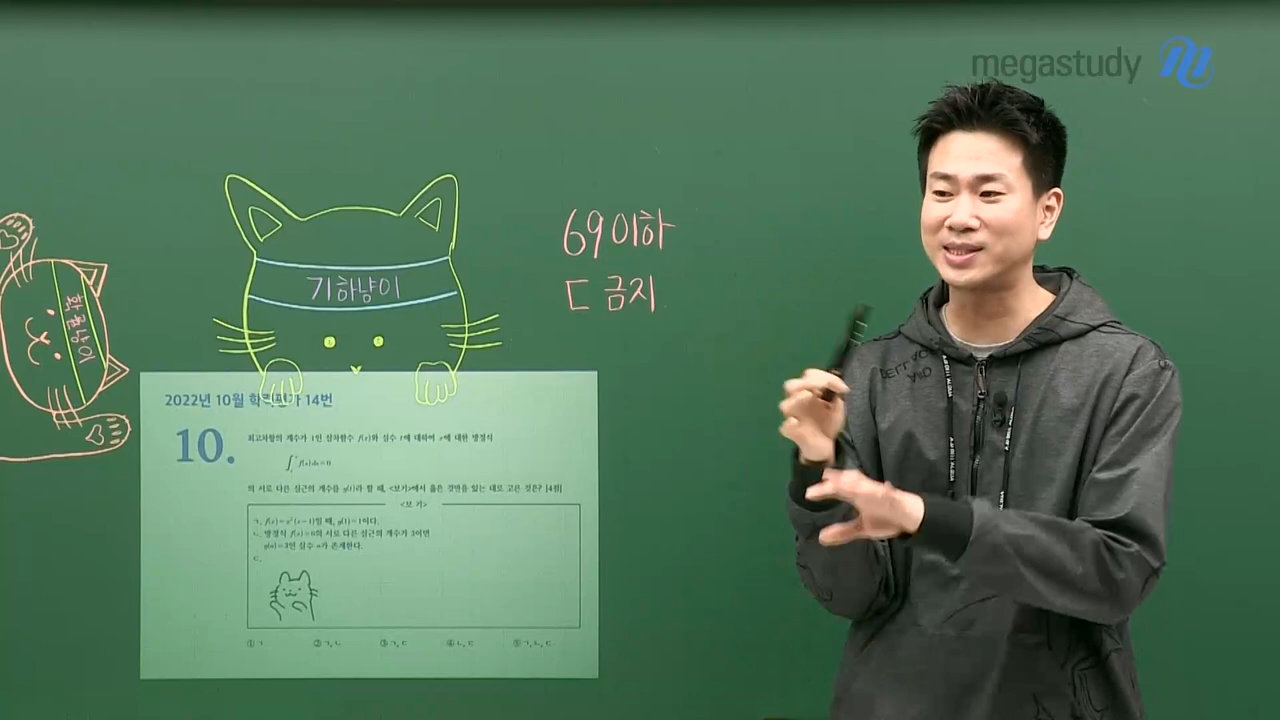 megastudy
69이하
ㄷ 금지
기하냥이
확통냥이
2022년 10월 학력평가 14번
10.
최고차항의 계수가 1인 삼차함수 f(x)와 실수 t에 대하여 x에 대한 방정식
의 서로 다른 실근의 개수를 g(t)라 할 때, <보기>에서 옳은 것만을 있는 대로 고른 것은? [4점]
<보 기>
ㄱ. f(x)=x²(x-1)일 때, g(1)=1이다.
ㄴ. 방정식 f(x)=0의 서로 다른 실근의 개수가 3이면
g(a)=3인 실수 a가 존재한다.
ㄷ.
① ㄱ ② ㄱ, ㄴ ③ ㄱ, ㄷ ④ ㄴ, ㄷ ⑤ ㄱ, ㄴ, ㄷ